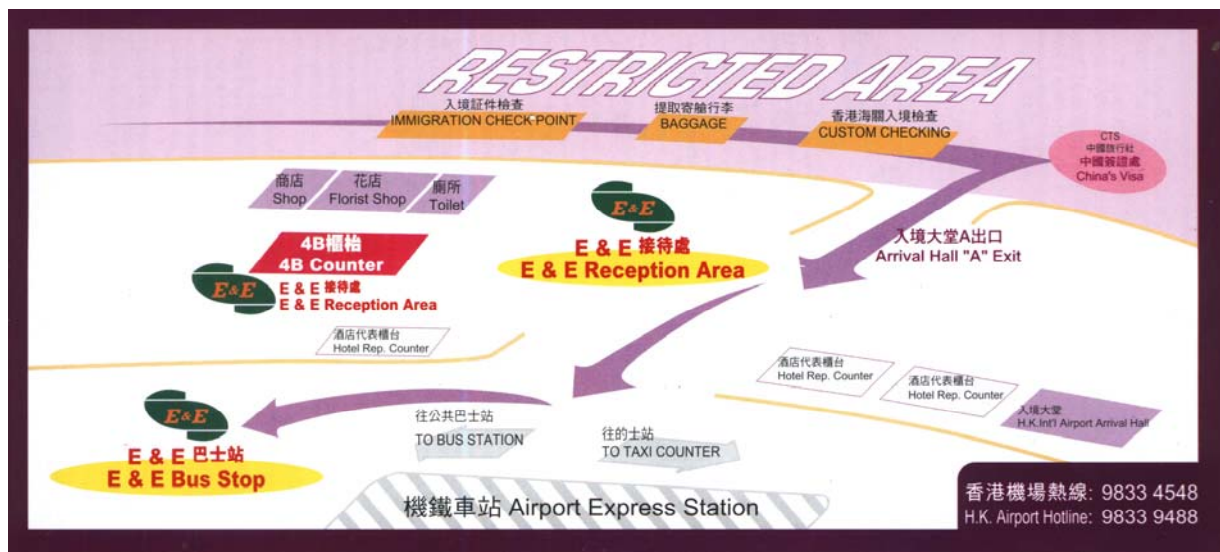 RESTRICTED AREA
入境証件檢查
IMMIGRATION CHECK-POINT
提取寄艙行李
BAGGAGE
香港海關入境檢查
CUSTOM CHECKING
CTS
中國旅行社
中國簽證處
China's Visa
商店
Shop
花店
Florist Shop
廁所
Toilet
E&E
E & E 接待處
E & E Reception Area
入境大堂A出口
Arrival Hall "A" Exit
4B櫃枱
4B Counter
E&E
E & E 接待處
E & E Reception Area
酒店代表櫃台
Hotel Rep. Counter
酒店代表櫃台
Hotel Rep. Counter
酒店代表櫃台
Hotel Rep. Counter
入境大堂
H.K.Int'l Airport Arrival Hall
E&E
E & E 巴士站
E & E Bus Stop
往公共巴士站
TO BUS STATION
往的士站
TO TAXI COUNTER
機鐵車站 Airport Express Station
香港機場熱線: 9833 4548
H.K. Airport Hotline: 9833 9488